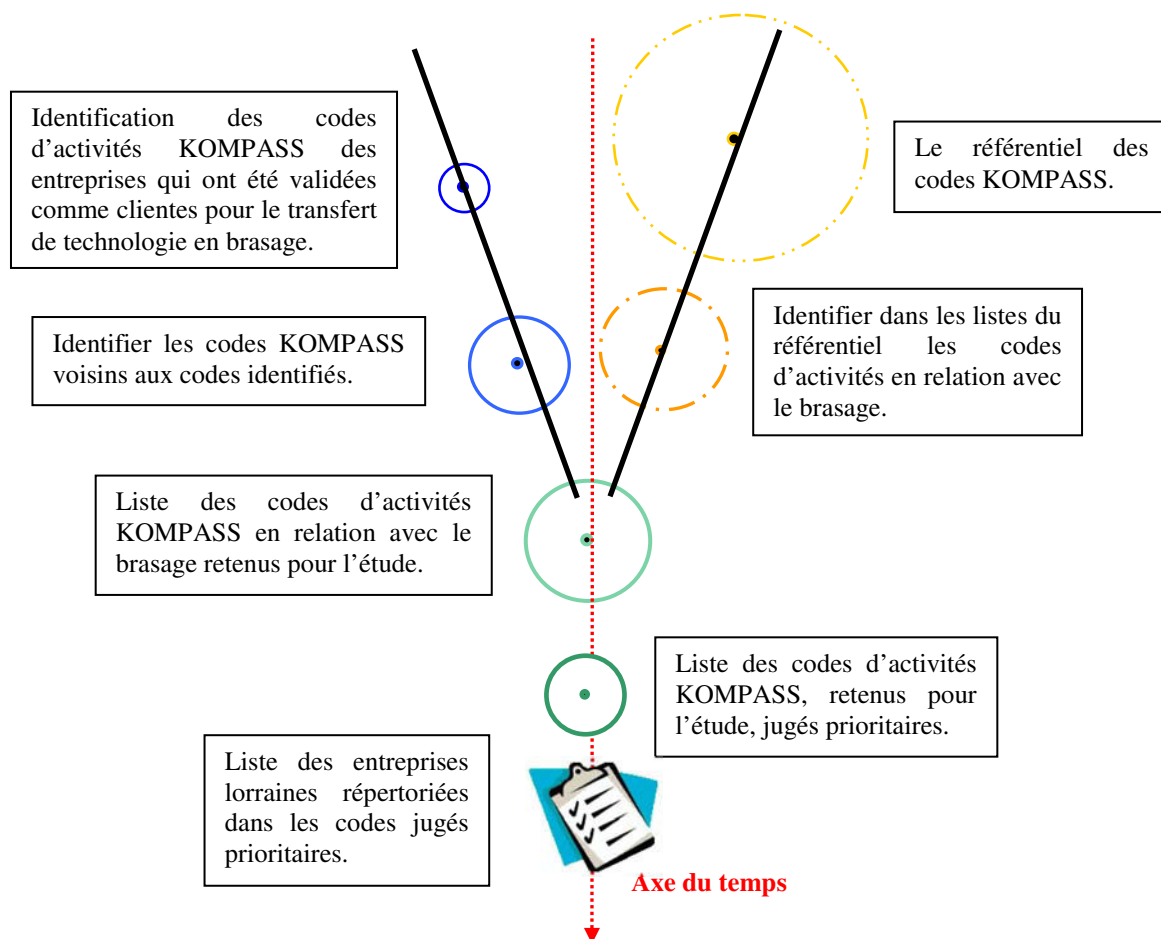 Identification des codes
d’activités KOMPASS des
entreprises qui ont été validées
comme clientes pour le transfert
de technologie en brasage.
Le référentiel des
codes KOMPASS.
Identifier les codes KOMPASS
voisins aux codes identifiés.
Identifier dans les listes du
référentiel les codes
d’activités en relation avec
le brasage.
Liste des codes d’activités
KOMPASS en relation avec le
brasage retenus pour l’étude.
Liste des codes d’activités
KOMPASS, retenus pour
l’étude, jugés prioritaires.
Liste des entreprises
lorraines répertoriées
dans les codes jugés
prioritaires.
Axe du temps